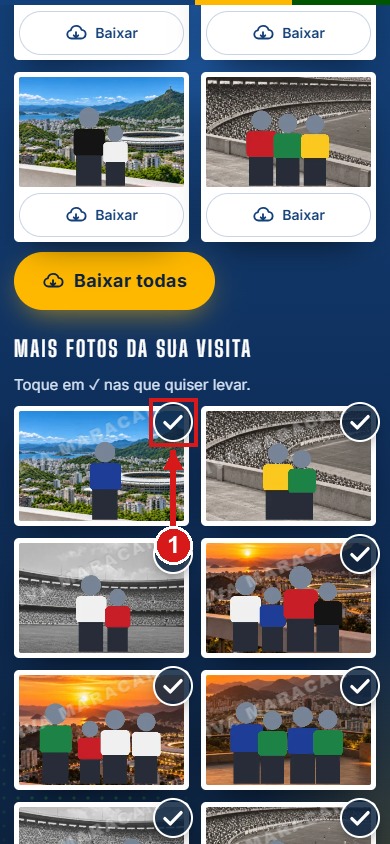 Baixar
Baixar
Baixar
Baixar
Baixar todas
MAIS FOTOS DA SUA VISITA
Toque em ✓ nas que quiser levar.
1